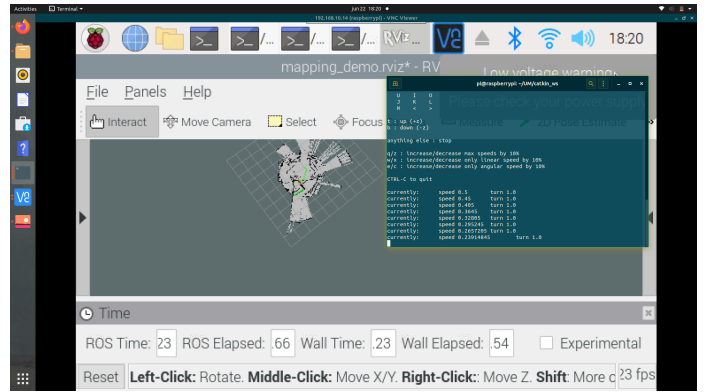 Activities
Terminal
jun 22 18:20
192.168.10.14 (raspberrypi) - VNC Viewer
18:20
mapping_demo.rviz* - RV
Low voltage warning
Please check your power supply
File Panels Help
Interact Move Camera Select Focus Measure 2D Pose Estimate
pi@raspberrypi: ~/UM/catkin_ws
U I O
J K L
M < >
t : up (+z)
b : down (-z)
anything else : stop
q/z : increase/decrease max speeds by 10%
w/x : increase/decrease only linear speed by 10%
e/c : increase/decrease only angular speed by 10%
CTRL-C to quit
currently: speed 0.5 turn 1.0
currently: speed 0.45 turn 1.0
currently: speed 0.405 turn 1.0
currently: speed 0.3645 turn 1.0
currently: speed 0.32805 turn 1.0
currently: speed 0.295245 turn 1.0
currently: speed 0.2657205 turn 1.0
currently: speed 0.23914845 turn 1.0
Time
ROS Time: 23 ROS Elapsed: .66 Wall Time: .23 Wall Elapsed: .54 Experimental
Reset Left-Click: Rotate. Middle-Click: Move X/Y. Right-Click:: Move Z. Shift: More o 23 fps